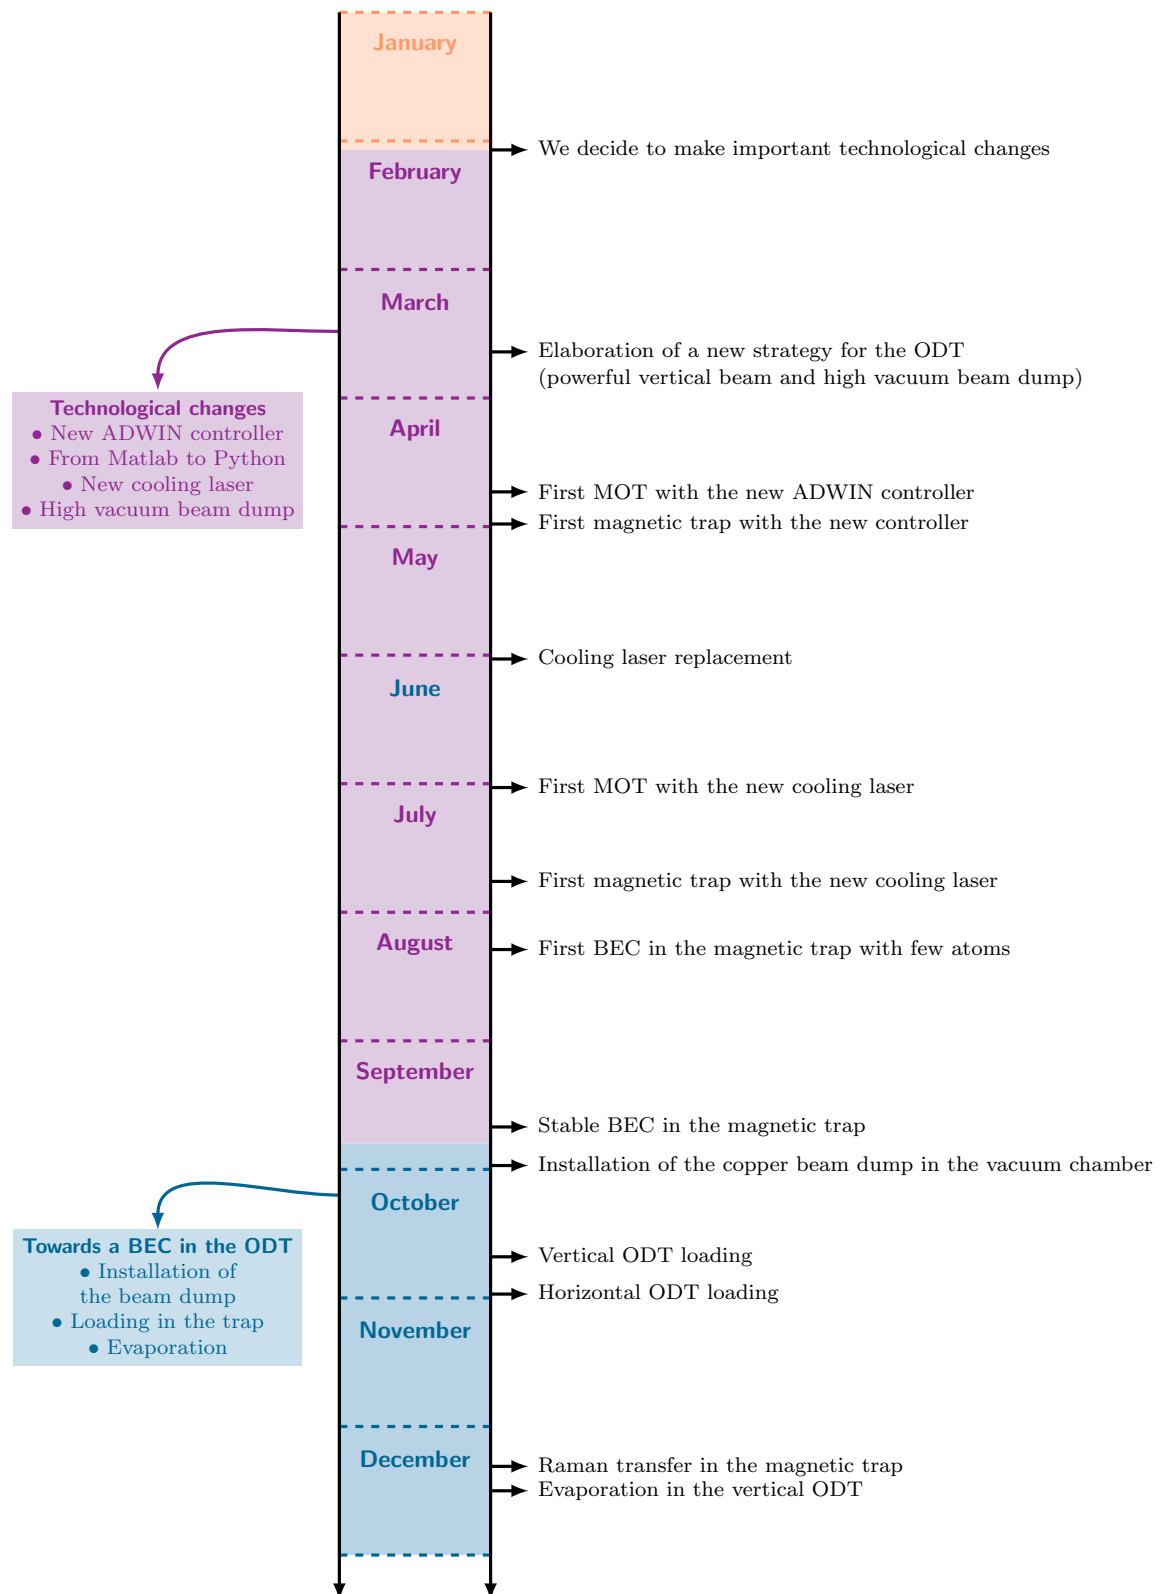 January
We decide to make important technological changes
February
March
Elaboration of a new strategy for the ODT
(powerful vertical beam and high vacuum beam dump)
Technological changes
• New ADWIN controller
• From Matlab to Python
• New cooling laser
• High vacuum beam dump
April
First MOT with the new ADWIN controller
First magnetic trap with the new controller
May
Cooling laser replacement
June
First MOT with the new cooling laser
July
First magnetic trap with the new cooling laser
August
First BEC in the magnetic trap with few atoms
September
Stable BEC in the magnetic trap
Installation of the copper beam dump in the vacuum chamber
October
Towards a BEC in the ODT
• Installation of
the beam dump
• Loading in the trap
• Evaporation
Vertical ODT loading
Horizontal ODT loading
November
December
Raman transfer in the magnetic trap
Evaporation in the vertical ODT